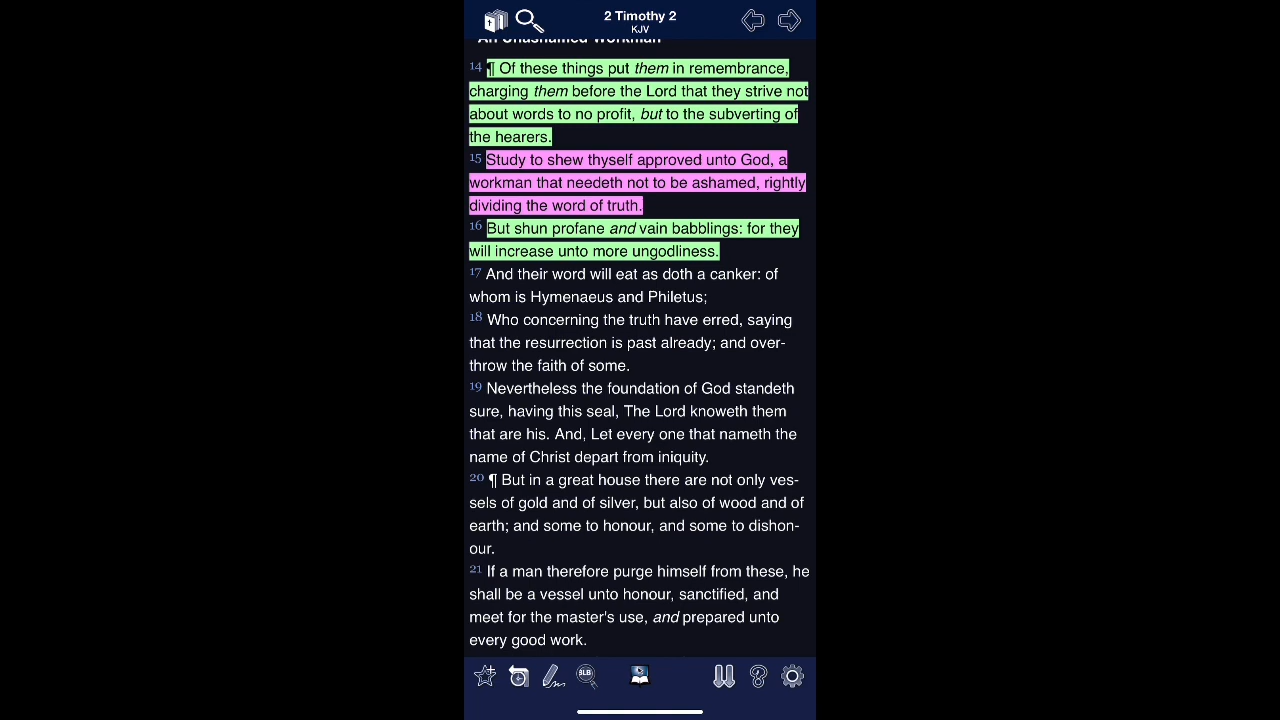 2 Timothy 2
KJV
An Unashamed Workman
14 ¶ Of these things put them in remembrance,
charging them before the Lord that they strive not
about words to no profit, but to the subverting of
the hearers.
15 Study to shew thyself approved unto God, a
workman that needeth not to be ashamed, rightly
dividing the word of truth.
16 But shun profane and vain babblings: for they
will increase unto more ungodliness.
17 And their word will eat as doth a canker: of
whom is Hymenaeus and Philetus;
18 Who concerning the truth have erred, saying
that the resurrection is past already; and over-
throw the faith of some.
19 Nevertheless the foundation of God standeth
sure, having this seal, The Lord knoweth them
that are his. And, Let every one that nameth the
name of Christ depart from iniquity.
20 ¶ But in a great house there are not only ves-
sels of gold and of silver, but also of wood and of
earth; and some to honour, and some to dishon-
our.
21 If a man therefore purge himself from these, he
shall be a vessel unto honour, sanctified, and
meet for the master's use, and prepared unto
every good work.
BLB